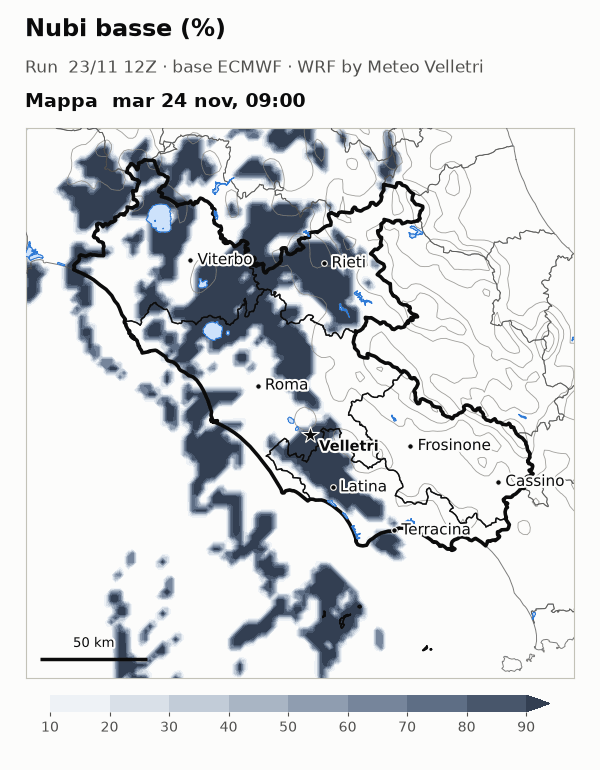 Nubi basse (%)
Run 23/11 12Z · base ECMWF · WRF by Meteo Velletri
Mappa mar 24 nov, 09:00
Viterbo
Rieti
Roma
Velletri
Frosinone
Cassino
Latina
Terracina
50 km
10 20 30 40 50 60 70 80 90